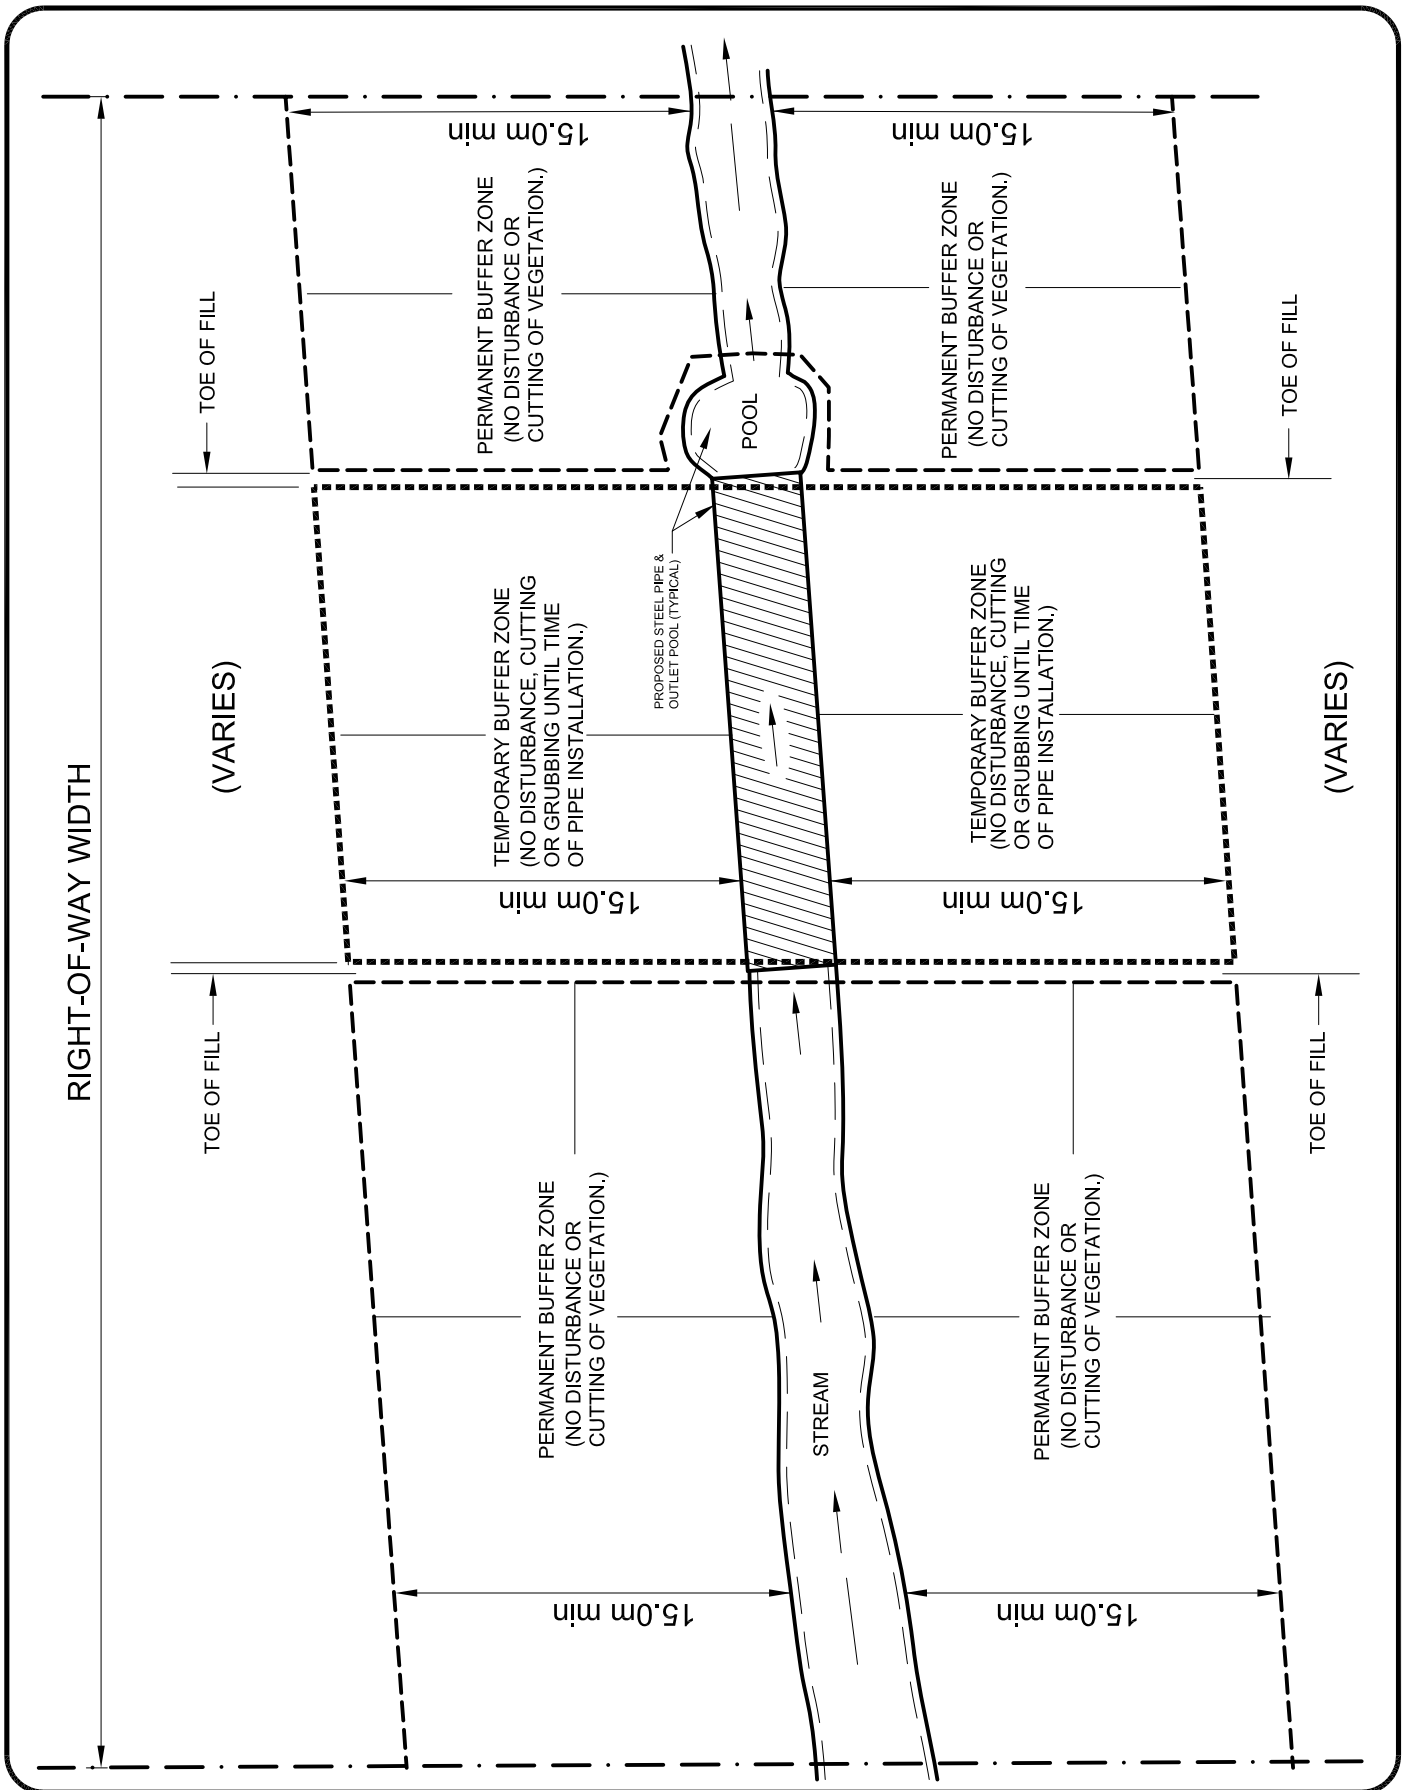 RIGHT-OF-WAY WIDTH
(VARIES)
TOE OF FILL
TOE OF FILL
PERMANENT BUFFER ZONE
(NO DISTURBANCE OR
CUTTING OF VEGETATION.)
TEMPORARY BUFFER ZONE
(NO DISTURBANCE, CUTTING
OR GRUBBING UNTIL TIME
OF PIPE INSTALLATION.)
PERMANENT BUFFER ZONE
(NO DISTURBANCE OR
CUTTING OF VEGETATION.)
15.0m min
15.0m min
15.0m min
PROPOSED STEEL PIPE &
OUTLET POOL (TYPICAL)
STREAM
POOL
15.0m min
15.0m min
15.0m min
PERMANENT BUFFER ZONE
(NO DISTURBANCE OR
CUTTING OF VEGETATION.)
TEMPORARY BUFFER ZONE
(NO DISTURBANCE, CUTTING
OR GRUBBING UNTIL TIME
OF PIPE INSTALLATION.)
PERMANENT BUFFER ZONE
(NO DISTURBANCE OR
CUTTING OF VEGETATION.)
TOE OF FILL
TOE OF FILL
(VARIES)